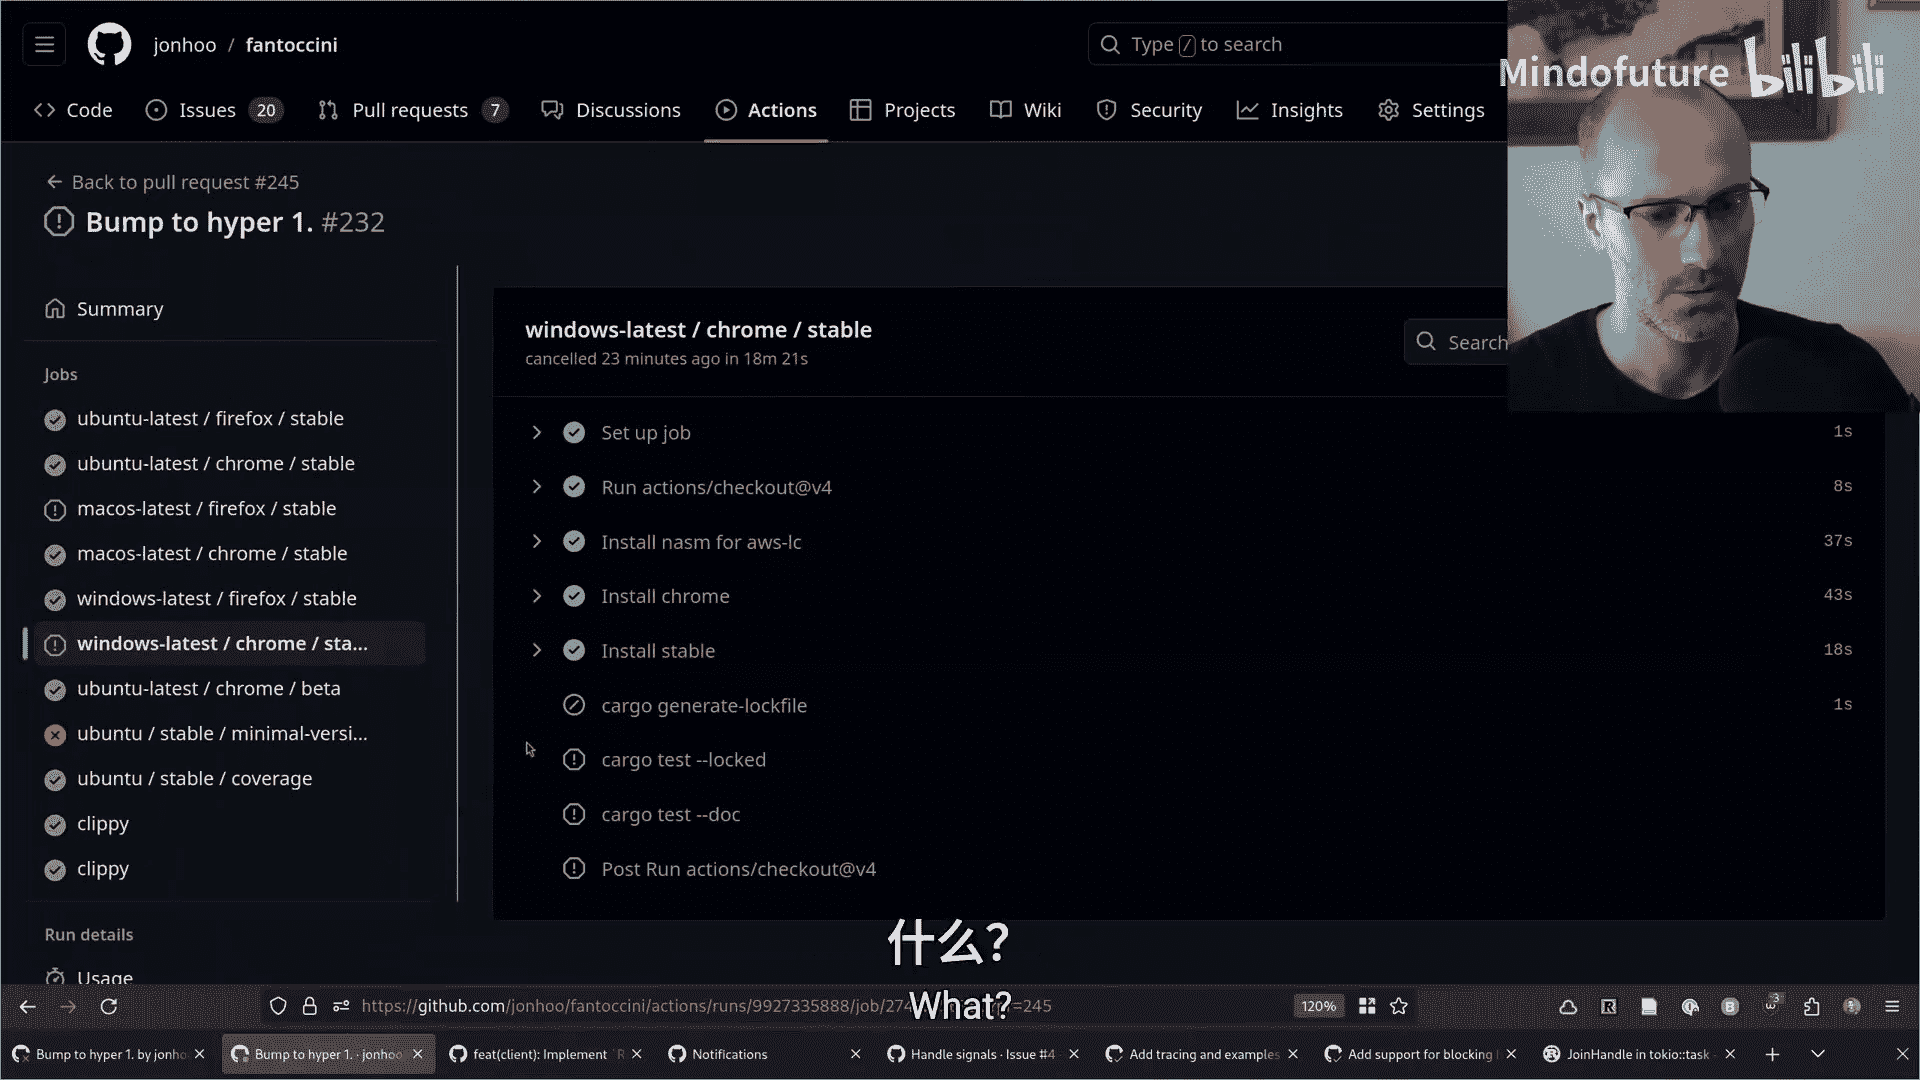 jonhoo / fantoccini
Type / to search
Mindofuture bilibili
Code
Issues 20
Pull requests 7
Discussions
Actions
Projects
Wiki
Security
Insights
Settings
Back to pull request #245
Bump to hyper 1. #232
Summary
Jobs
ubuntu-latest / firefox / stable
ubuntu-latest / chrome / stable
macos-latest / firefox / stable
macos-latest / chrome / stable
windows-latest / firefox / stable
windows-latest / chrome / sta...
ubuntu-latest / chrome / beta
ubuntu / stable / minimal-versi...
ubuntu / stable / coverage
clippy
clippy
Run details
Usage
windows-latest / chrome / stable
cancelled 23 minutes ago in 18m 21s
Search
Set up job 1s
Run actions/checkout@v4 8s
Install nasm for aws-lc 37s
Install chrome 43s
Install stable 18s
cargo generate-lockfile 1s
cargo test --locked
cargo test --doc
Post Run actions/checkout@v4
什么?
What?
https://github.com/jonhoo/fantoccini/actions/runs/9927335888/job/274 =245
120%
3
Bump to hyper 1. by jonho
Bump to hyper 1. · jonhoo
feat(client): Implement `R
Notifications
Handle signals · Issue #4
Add tracing and examples
Add support for blocking
JoinHandle in tokio::task